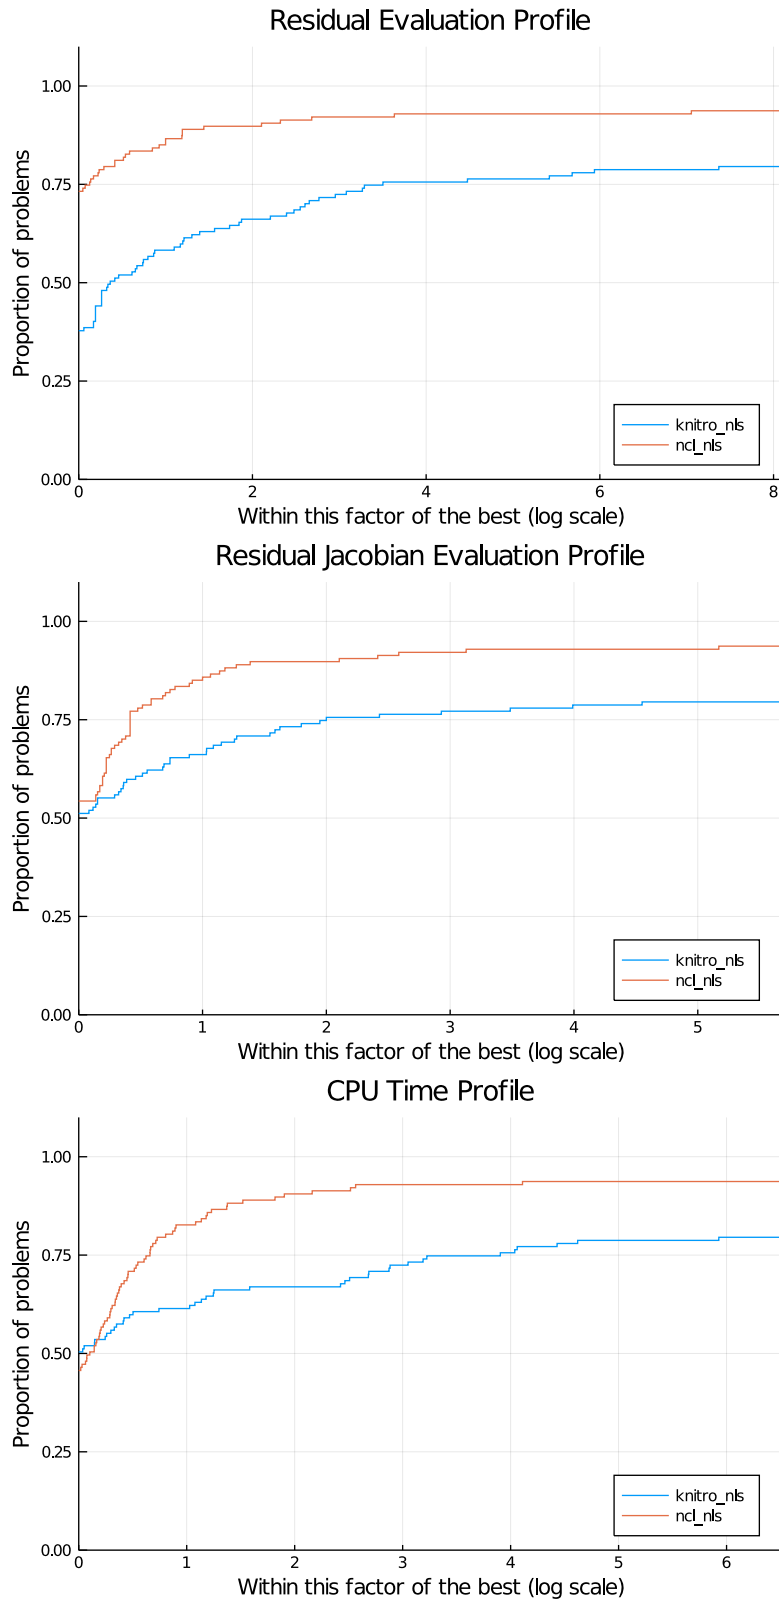 Residual Evaluation Profile
1.00
0.75
0.50
0.25
0.00
Proportion of problems
knitro_nls
ncl_nls
0 2 4 6 8
Within this factor of the best (log scale)
Residual Jacobian Evaluation Profile
1.00
0.75
0.50
0.25
0.00
Proportion of problems
knitro_nls
ncl_nls
0 1 2 3 4 5
Within this factor of the best (log scale)
CPU Time Profile
1.00
0.75
0.50
0.25
0.00
Proportion of problems
knitro_nls
ncl_nls
0 1 2 3 4 5 6
Within this factor of the best (log scale)